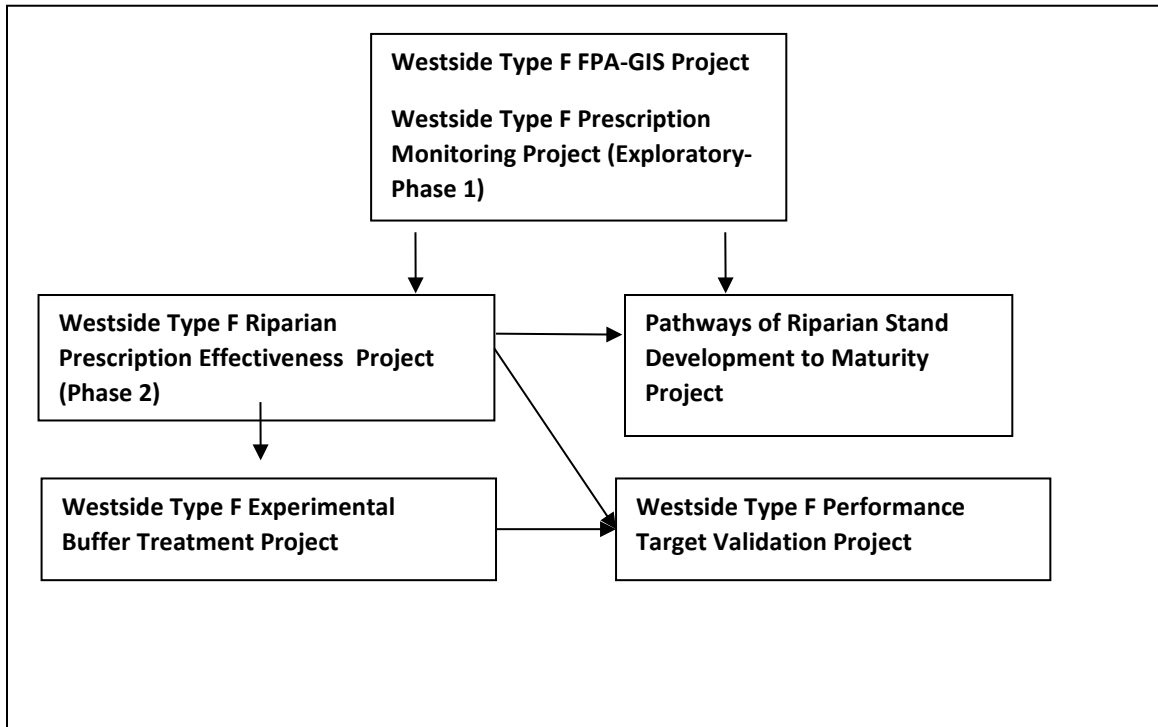 Westside Type F FPA-GIS Project
Westside Type F Prescription
Monitoring Project (Exploratory-
Phase 1)
Westside Type F Riparian
Prescription Effectiveness  Project
(Phase 2)
Pathways of Riparian Stand
Development to Maturity
Project
Westside Type F Experimental
Buffer Treatment Project
Westside Type F Performance
Target Validation Project